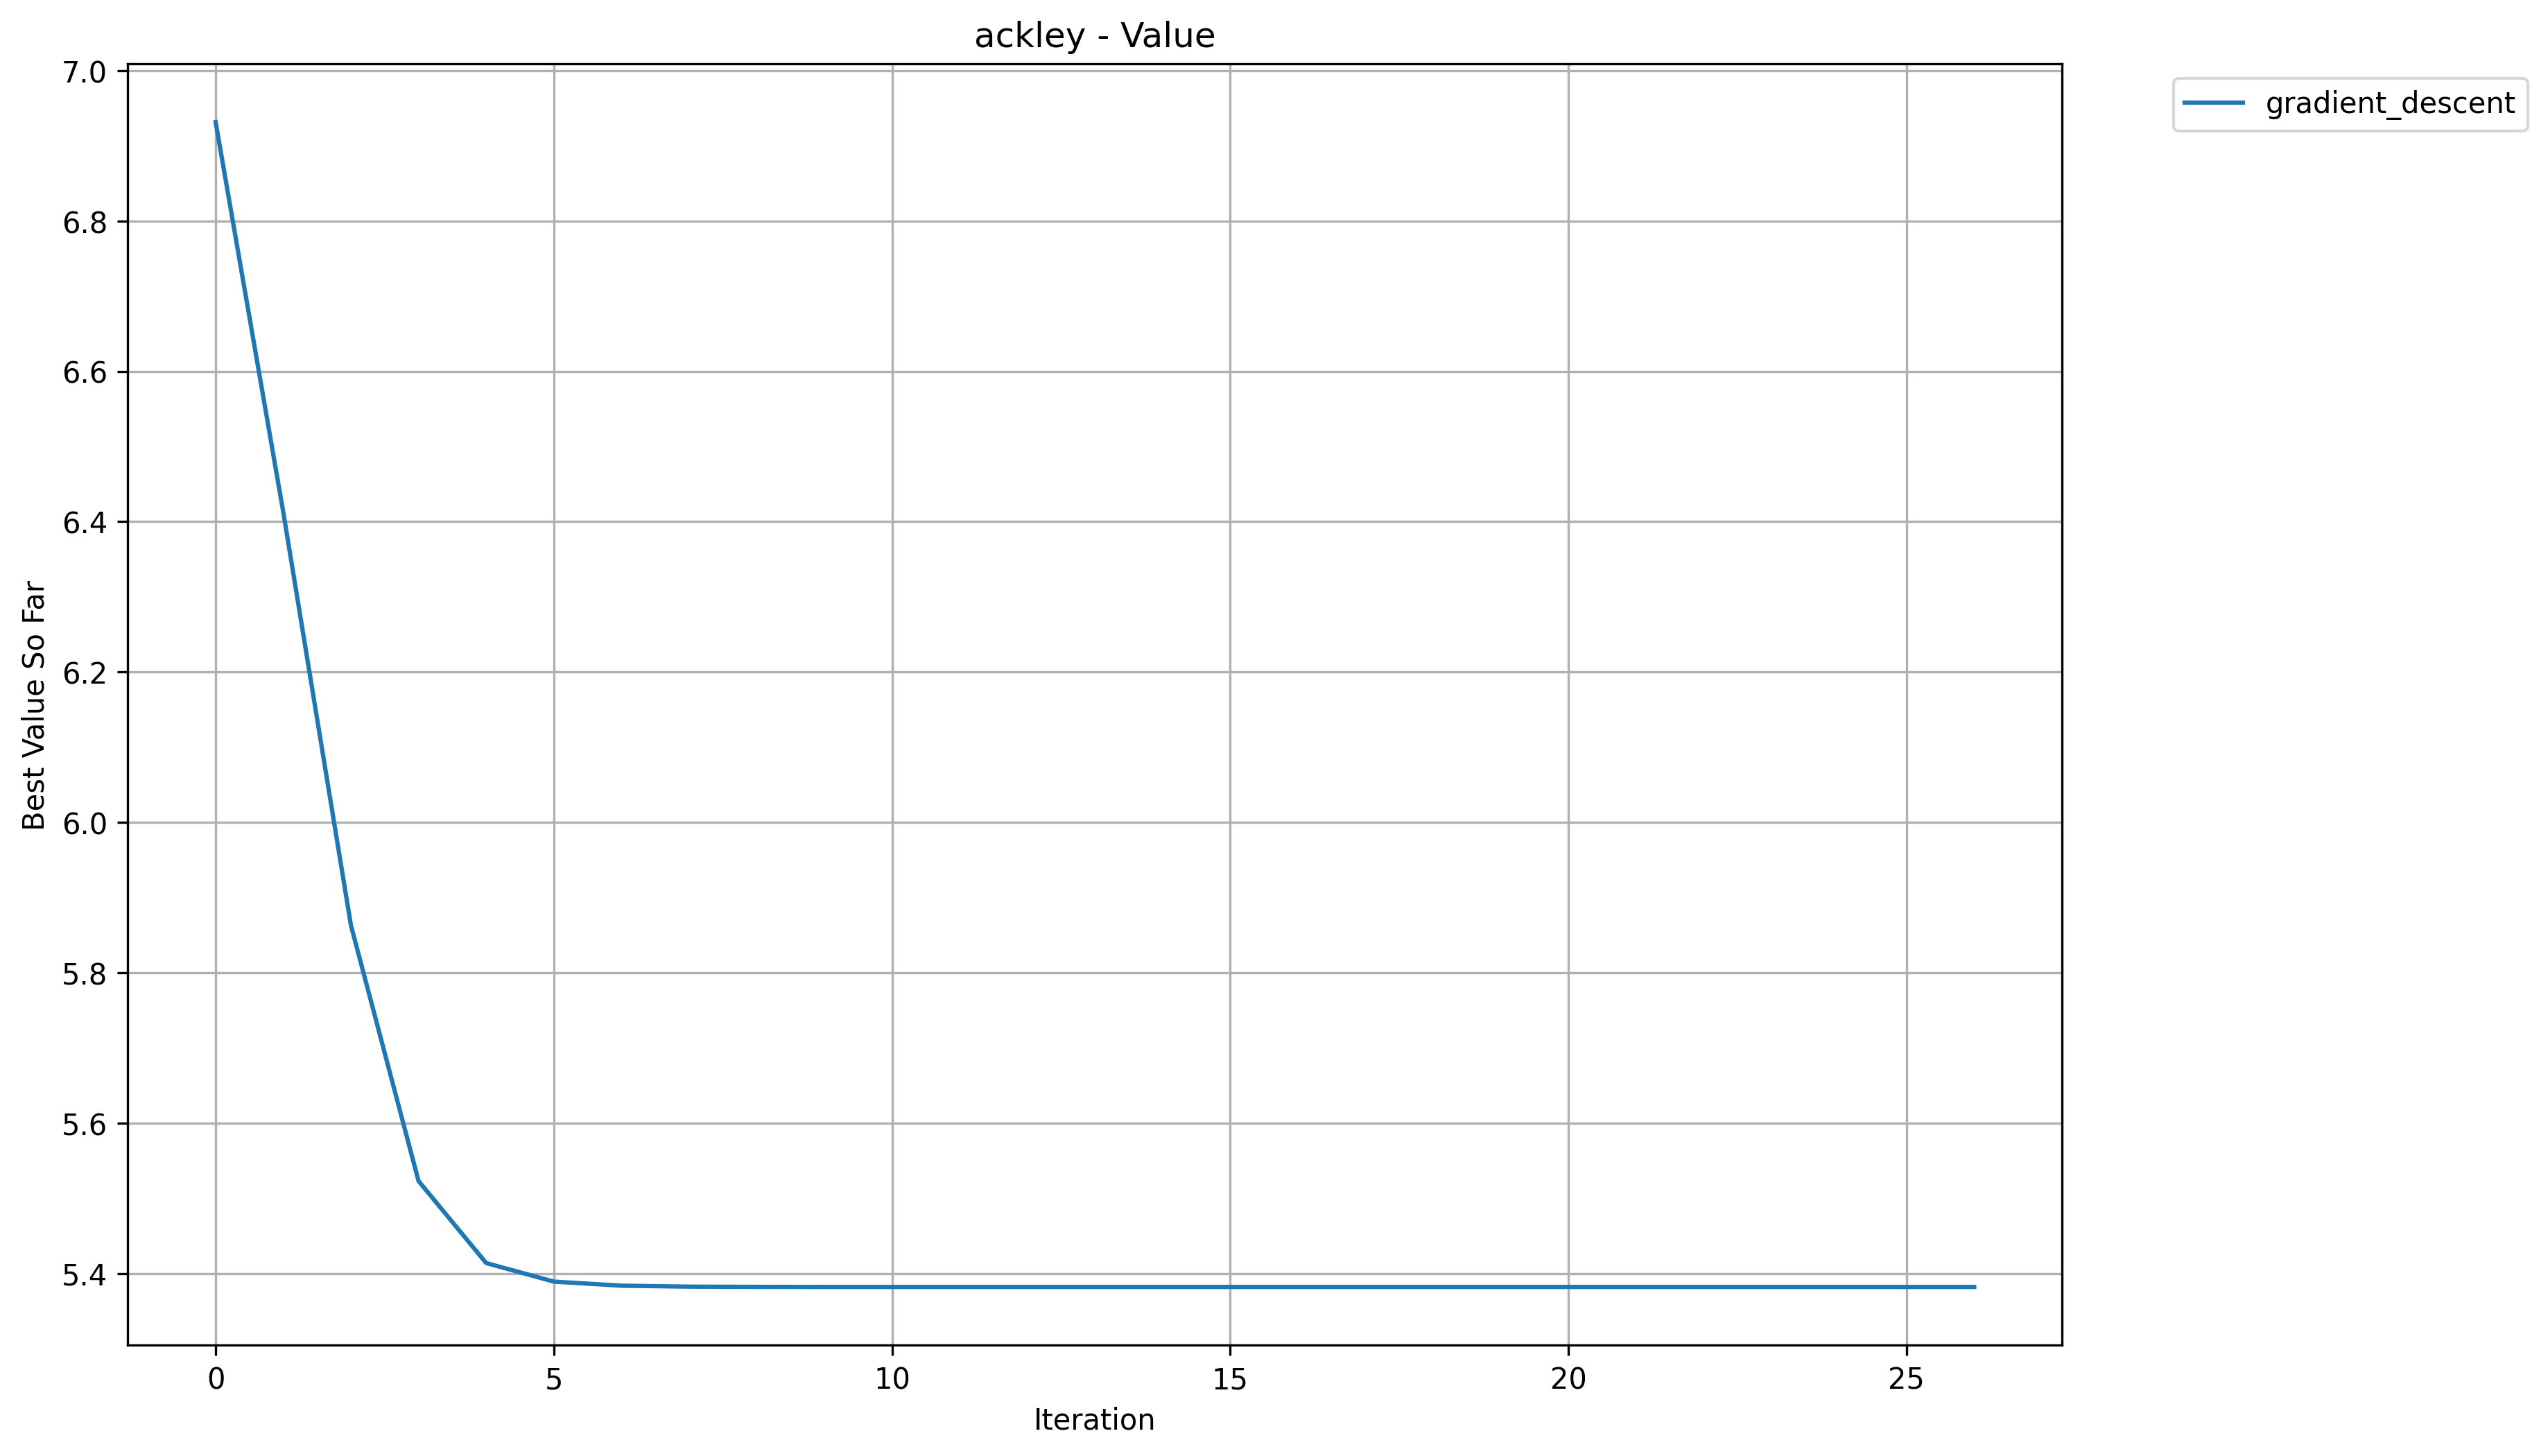 ackley - Value
gradient_descent
Best Value So Far
7.0
6.8
6.6
6.4
6.2
6.0
5.8
5.6
5.4
0 5 10 15 20 25
Iteration